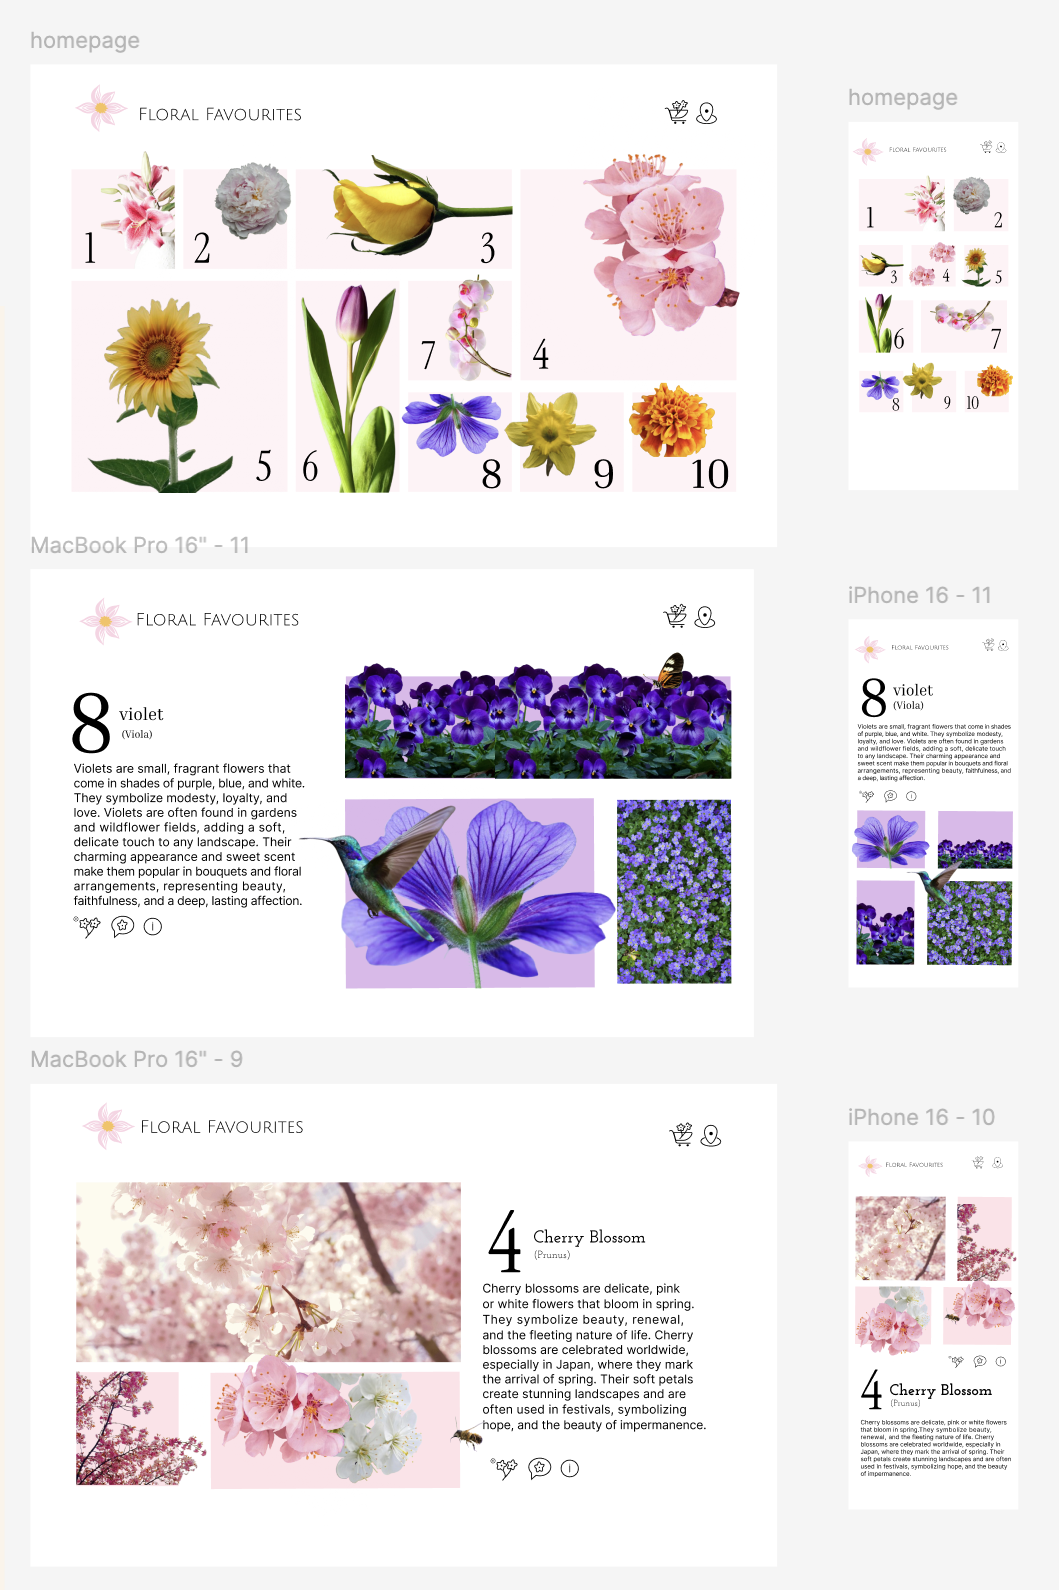 homepage
FLORAL FAVOURITES
1
2
3
4
5
6
7
8
9
10
homepage
FLORAL FAVOURITES
1
2
3
4
5
6
7
8
9
10
MacBook Pro 16" - 11
FLORAL FAVOURITES
8
violet
(Viola)
Violets are small, fragrant flowers that
come in shades of purple, blue, and white.
They symbolize modesty, loyalty, and
love. Violets are often found in gardens
and wildflower fields, adding a soft,
delicate touch to any landscape. Their
charming appearance and sweet scent
make them popular in bouquets and floral
arrangements, representing beauty,
faithfulness, and a deep, lasting affection.
iPhone 16 - 11
FLORAL FAVOURITES
8
violet
(Viola)
Violets are small, fragrant flowers that come in shades
of purple, blue, and white. They symbolize modesty,
loyalty, and love. Violets are often found in gardens
and wildflower fields, adding a soft, delicate touch
to any landscape. Their charming appearance and
sweet scent make them popular in bouquets and floral
arrangements, representing beauty, faithfulness, and
a deep, lasting affection.
MacBook Pro 16" - 9
FLORAL FAVOURITES
4
Cherry Blossom
(Prunus)
Cherry blossoms are delicate, pink
or white flowers that bloom in spring.
They symbolize beauty, renewal,
and the fleeting nature of life. Cherry
blossoms are celebrated worldwide,
especially in Japan, where they mark
the arrival of spring. Their soft petals
create stunning landscapes and are
often used in festivals, symbolizing
hope, and the beauty of impermanence.
iPhone 16 - 10
FLORAL FAVOURITES
4
Cherry Blossom
(Prunus)
Cherry blossoms are delicate, pink or white flowers
that bloom in spring.They symbolize beauty,
renewal, and the fleeting nature of life. Cherry
blossoms are celebrated worldwide, especially in
Japan, where they mark the arrival of spring. Their
soft petals create stunning landscapes and are often
used in festivals, symbolizing hope, and the beauty
of impermanence.